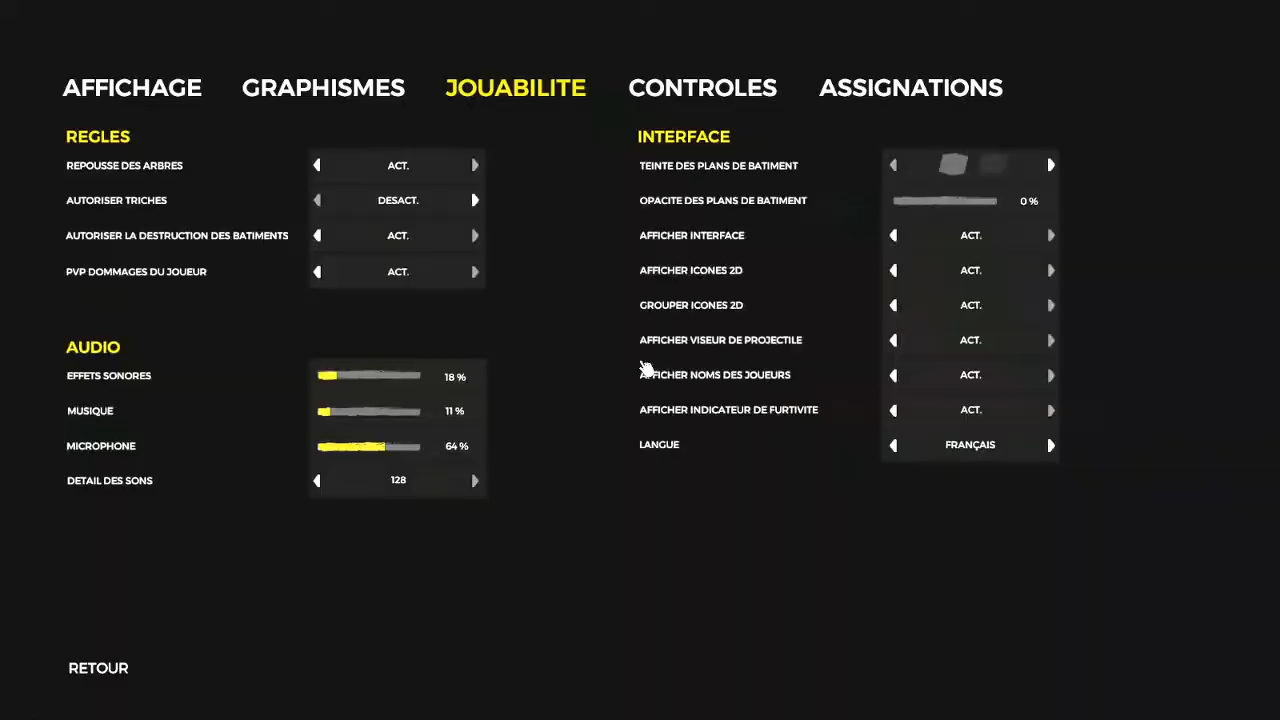 AFFICHAGE GRAPHISMES JOUABILITE CONTROLES ASSIGNATIONS
REGLES
REPOUSSE DES ARBRES ACT.
AUTORISER TRICHES DESACT.
AUTORISER LA DESTRUCTION DES BATIMENTS ACT.
PVP DOMMAGES DU JOUEUR ACT.
AUDIO
EFFETS SONORES 18 %
MUSIQUE 11 %
MICROPHONE 64 %
DETAIL DES SONS 128
INTERFACE
TEINTE DES PLANS DE BATIMENT
OPACITE DES PLANS DE BATIMENT 0 %
AFFICHER INTERFACE ACT.
AFFICHER ICONES 2D ACT.
GROUPER ICONES 2D ACT.
AFFICHER VISEUR DE PROJECTILE ACT.
AFFICHER NOMS DES JOUEURS ACT.
AFFICHER INDICATEUR DE FURTIVITE ACT.
LANGUE FRANÇAIS
RETOUR